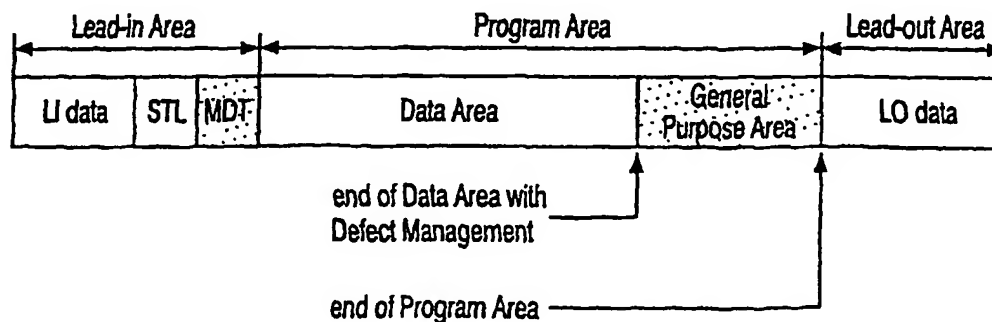 Lead-in Area Program Area Lead-out Area
LI data STL MDT Data Area General Purpose Area LO data
end of Data Area with
Defect Management
end of Program Area